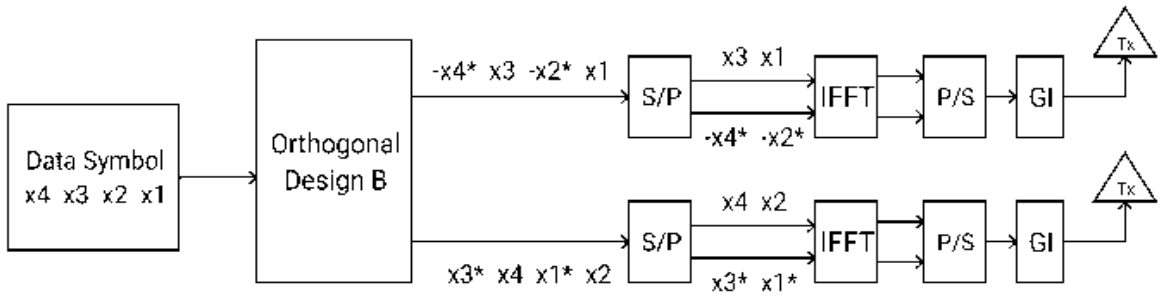 Tx
-x4* x3 -x2* x1
x3 x1
S/P
IFFT
P/S
GI
-x4* -x2*
Data Symbol
x4 x3 x2 x1
Orthogonal
Design B
Tx
x4 x2
S/P
IFFT
P/S
GI
x3* x4 x1* x2
x3* x1*